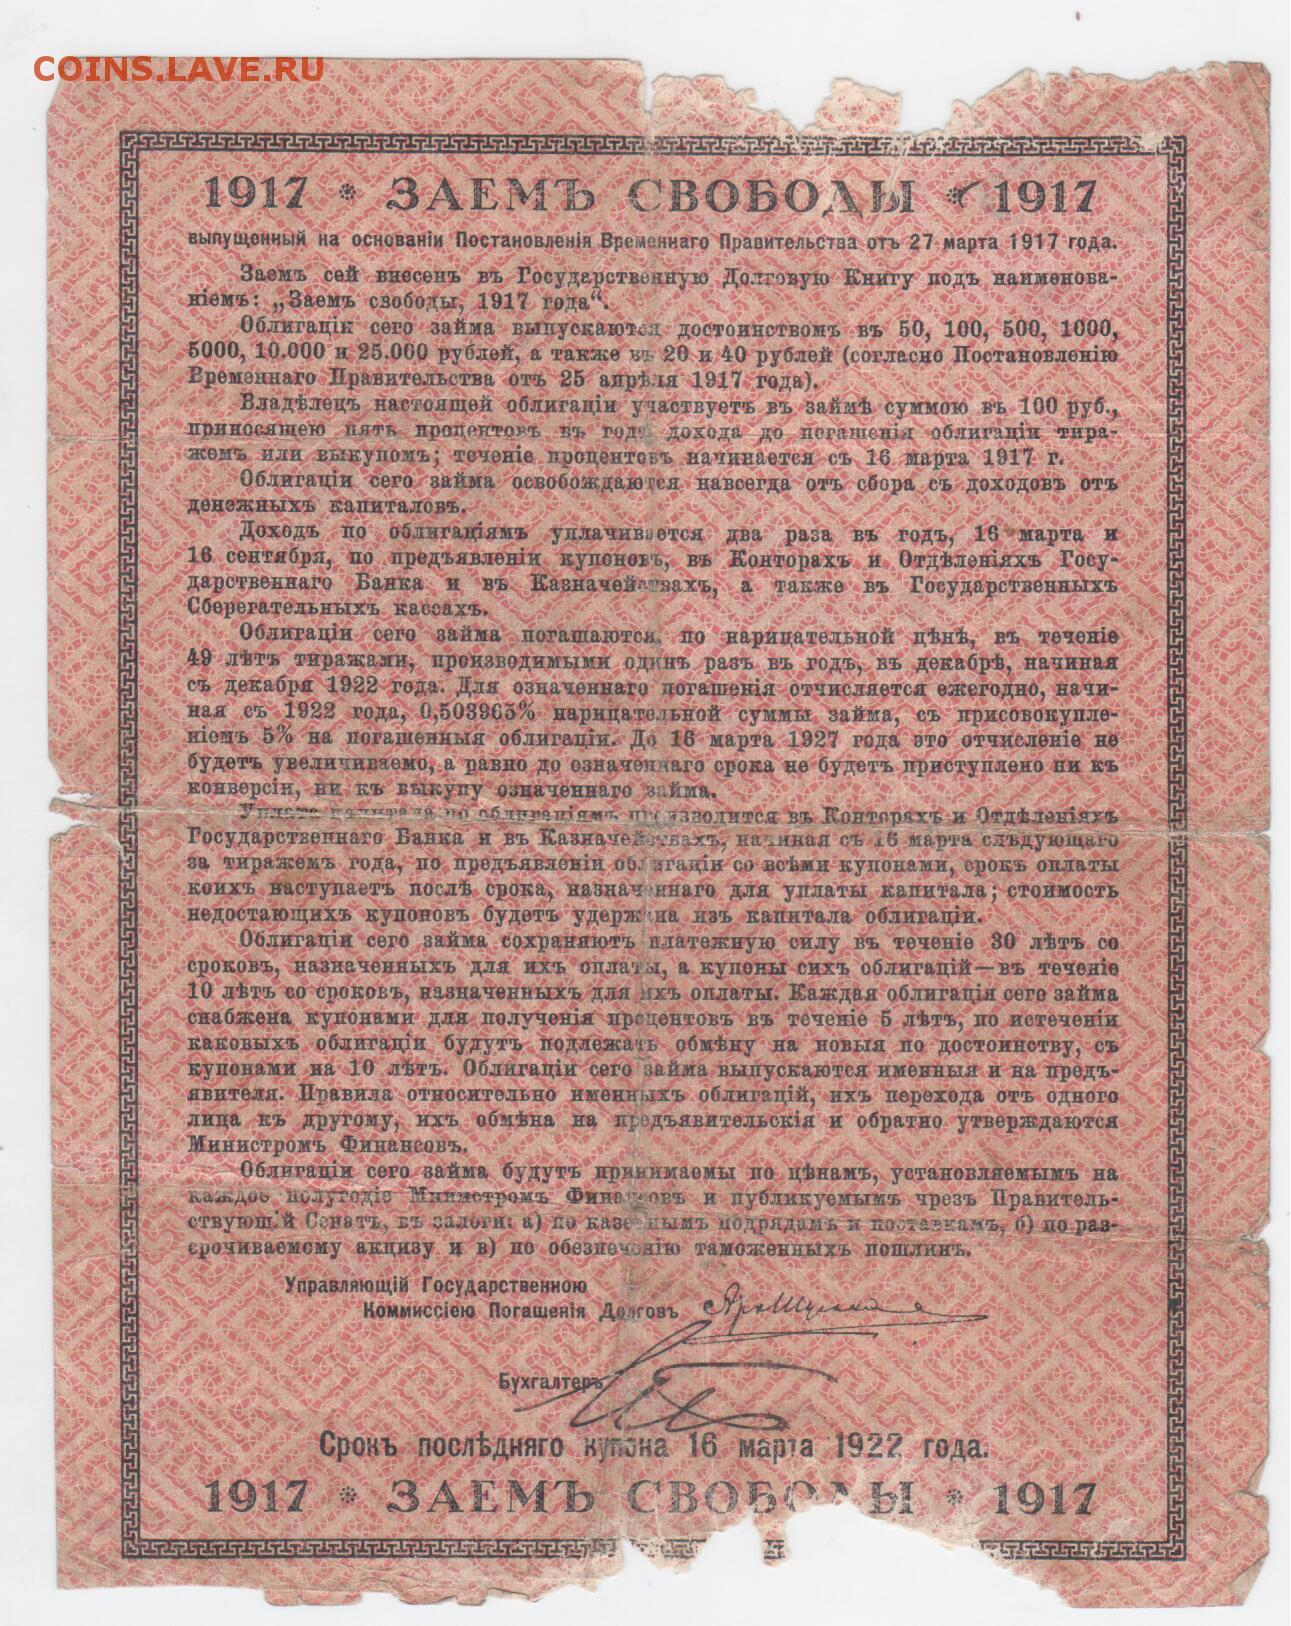 COINS.LAVE.RU
1917 * ЗАЕМЪ СВОБОДЫ * 1917
выпущенный на основаніи Постановленія Временнаго Правительства отъ 27 марта 1917 года.
Заемъ сей внесенъ въ Государственную Долговую Книгу подъ наименова-
ніемъ: „Заемъ свободы, 1917 года“.
Облигаціи сего займа выпускаются достоинствомъ въ 50, 100, 500, 1000,
5000, 10.000 и 25.000 рублей, а также въ 20 и 40 рублей (согласно Постановленію
Временнаго Правительства отъ 25 апрѣля 1917 года).
Владѣлецъ настоящей облигаціи участвуетъ въ займѣ суммою въ 100 руб.,
приносящею пять процентовъ въ годъ дохода до погашенія облигаціи тира-
жемъ или выкупомъ; теченіе процентовъ начинается съ 16 марта 1917 г.
Облигаціи сего займа освобождаются навсегда отъ сбора съ доходовъ отъ
денежныхъ капиталовъ.
Доходъ по облигаціямъ уплачивается два раза въ годъ, 16 марта и
16 сентября, по предъявленіи купоновъ, въ Конторахъ и Отдѣленіяхъ Госу-
дарственнаго Банка и въ Казначействахъ, а также въ Государственныхъ
Сберегательныхъ кассахъ.
Облигаціи сего займа погашаются, по нарицательной цѣнѣ, въ теченіе
49 лѣтъ тиражами, производимыми одинъ разъ въ годъ, въ декабрѣ, начиная
съ декабря 1922 года. Для означеннаго погашенія отчисляется ежегодно, начи-
ная съ 1922 года, 0,503965% нарицательной суммы займа, съ присовокупле-
ніемъ 5% на погашенныя облигаціи. До 16 марта 1927 года это отчисленіе не
будетъ увеличиваемо, а равно до означеннаго срока не будетъ приступлено ни къ
конверсіи, ни къ выкупу означеннаго займа.
Уплата капитала по облигаціямъ производится въ Конторахъ и Отдѣленіяхъ
Государственнаго Банка и въ Казначействахъ, начиная съ 16 марта слѣдующаго
за тиражемъ года, по предъявленіи облигаціи со всѣми купонами, срокъ оплаты
коихъ наступаетъ послѣ срока, назначеннаго для уплаты капитала; стоимость
недостающихъ купоновъ будетъ удержана изъ капитала облигаціи.
Облигаціи сего займа сохраняютъ платежную силу въ теченіе 30 лѣтъ со
сроковъ, назначенныхъ для ихъ оплаты, а купоны сихъ облигацій—въ теченіе
10 лѣтъ со сроковъ, назначенныхъ для ихъ оплаты. Каждая облигація сего займа
снабжена купонами для полученія процентовъ въ теченіе 5 лѣтъ, по истеченіи
каковыхъ облигаціи будутъ подлежать обмѣну на новыя по достоинству, съ
купонами на 10 лѣтъ. Облигаціи сего займа выпускаются именныя и на предъ-
явителя. Правила относительно именныхъ облигацій, ихъ перехода отъ одного
лица къ другому, ихъ обмѣна на предъявительскія и обратно утверждаются
Министромъ Финансовъ.
Облигаціи сего займа будутъ принимаемы по цѣнамъ, установляемымъ на
каждое полугодіе Министромъ Финансовъ и публикуемымъ чрезъ Правитель-
ствующій Сенатъ, въ залоги: а) по казеннымъ подрядамъ и поставкамъ, б) по раз-
срочиваемому акцизу и в) по обезпеченію таможенныхъ пошлинъ.
Управляющій Государственною
Коммиссіею Погашенія Долговъ
Бухгалтеръ
Срокъ послѣдняго купона 16 марта 1922 года.
1917 * ЗАЕМЪ СВОБОДЫ * 1917